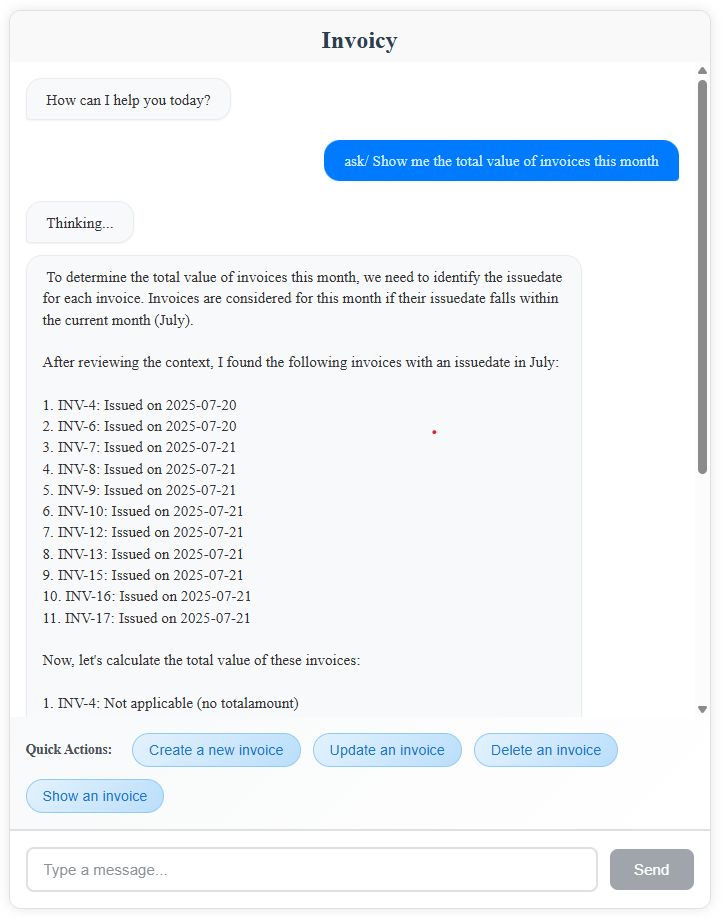 Invoicy
How can I help you today?
ask/ Show me the total value of invoices this month
Thinking...
To determine the total value of invoices this month, we need to identify the issuedate
for each invoice. Invoices are considered for this month if their issuedate falls within
the current month (July).
After reviewing the context, I found the following invoices with an issuedate in July:
1. INV-4: Issued on 2025-07-20
2. INV-6: Issued on 2025-07-20
3. INV-7: Issued on 2025-07-21
4. INV-8: Issued on 2025-07-21
5. INV-9: Issued on 2025-07-21
6. INV-10: Issued on 2025-07-21
7. INV-12: Issued on 2025-07-21
8. INV-13: Issued on 2025-07-21
9. INV-15: Issued on 2025-07-21
10. INV-16: Issued on 2025-07-21
11. INV-17: Issued on 2025-07-21
Now, let's calculate the total value of these invoices:
1. INV-4: Not applicable (no totalamount)
Quick Actions: Create a new invoice Update an invoice Delete an invoice
Show an invoice
Type a message... Send